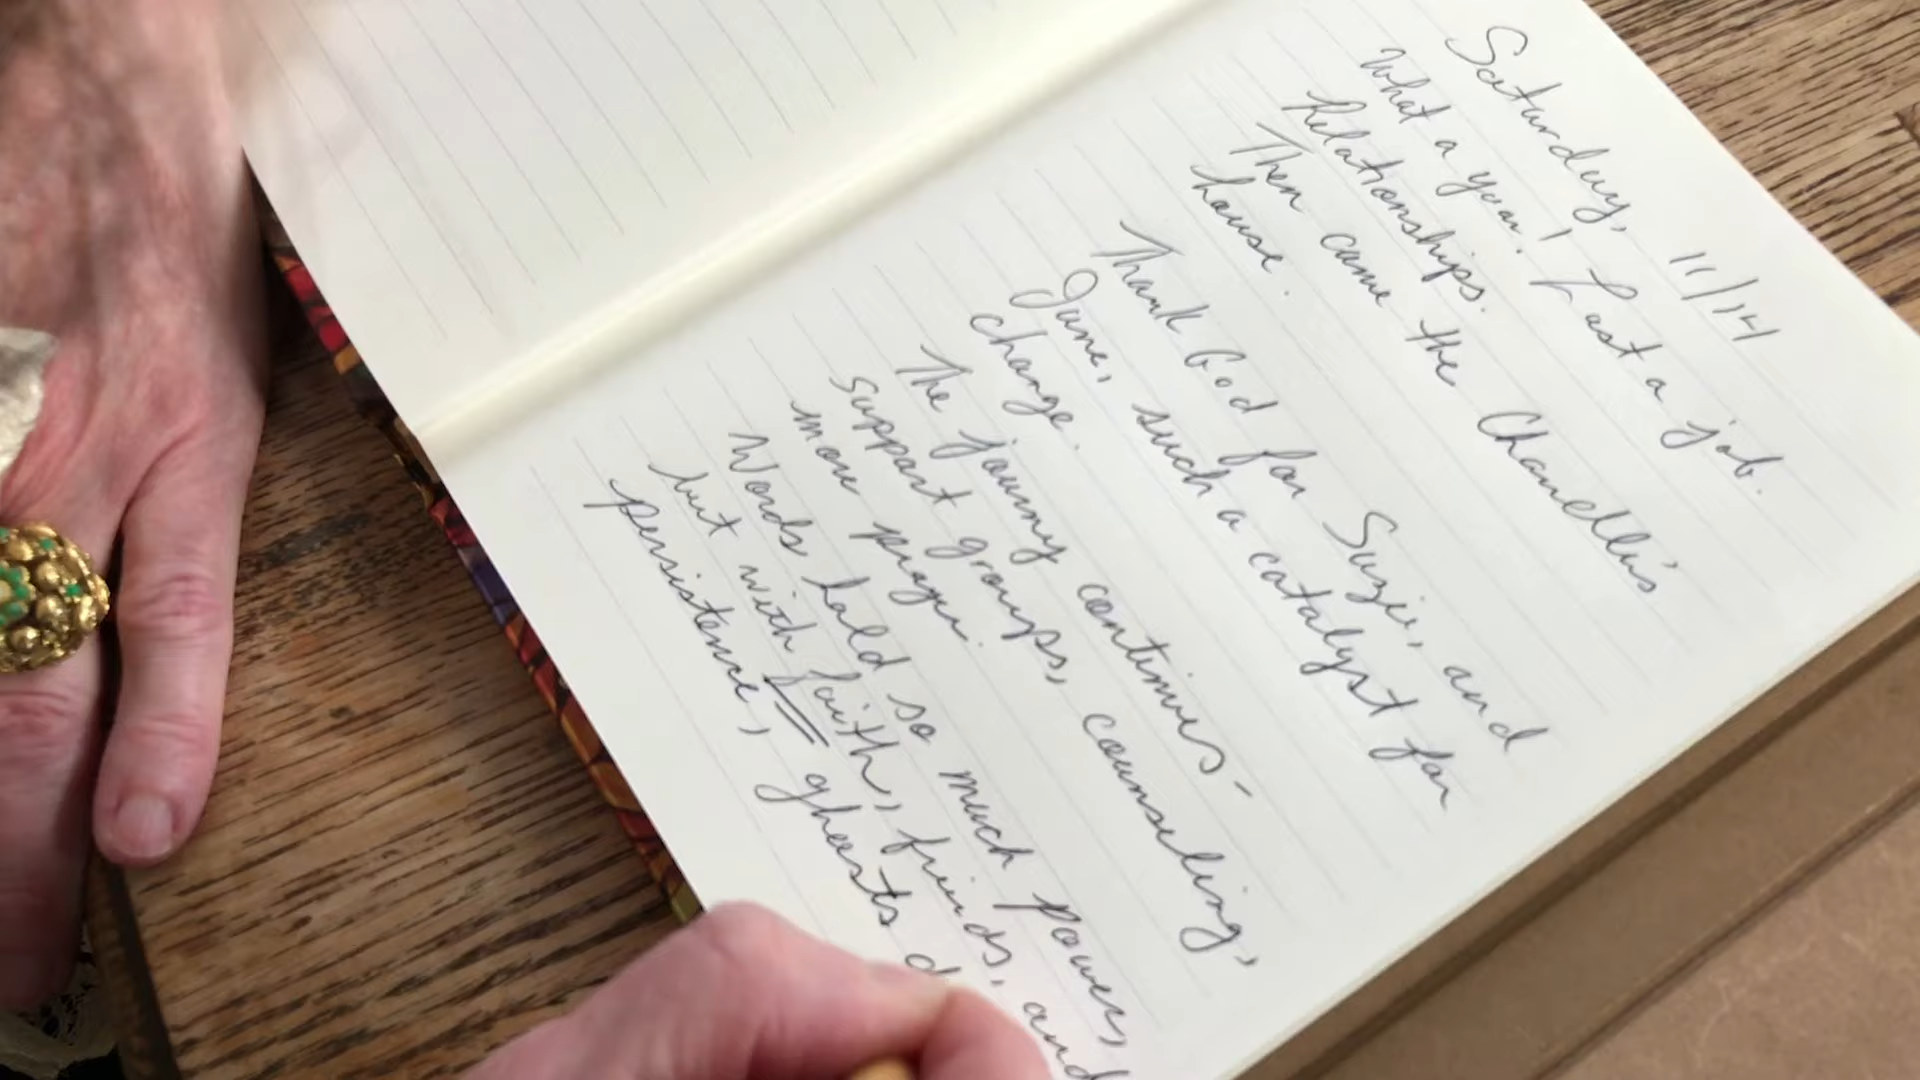 Saturday, 11/14
What a year! Lost a job.
Relationships.
Then came the Chandler's
house.
Thank God for Suzie, and
June, such a catalyst for
change.
The journey continues -
support groups, counseling,
more prayer.
Words hold so much power,
but with faith, friends, and
persistence, ghosts